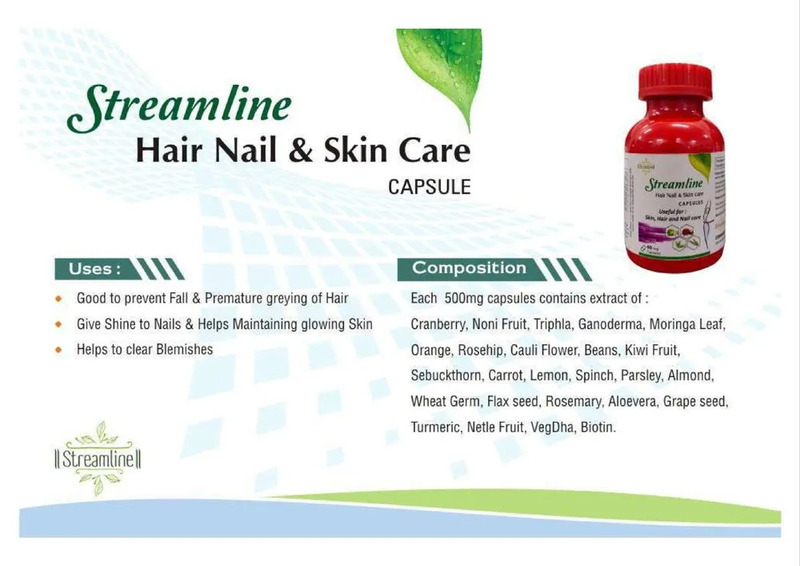 Streamline
Hair Nail & Skin Care
CAPSULE
Streamline
Streamline
Hair Nail & Skin care
CAPSULES
Useful for :
Skin, Hair and Nail care
Uses :
Good to prevent Fall & Premature greying of Hair
Give Shine to Nails & Helps Maintaining glowing Skin
Helps to clear Blemishes
Composition
Each 500mg capsules contains extract of :
Cranberry, Noni Fruit, Triphla, Ganoderma, Moringa Leaf,
Orange, Rosehip, Cauli Flower, Beans, Kiwi Fruit,
Sebuckthorn, Carrot, Lemon, Spinch, Parsley, Almond,
Wheat Germ, Flax seed, Rosemary, Aloevera, Grape seed,
Turmeric, Netle Fruit, VegDha, Biotin.
||Streamline||